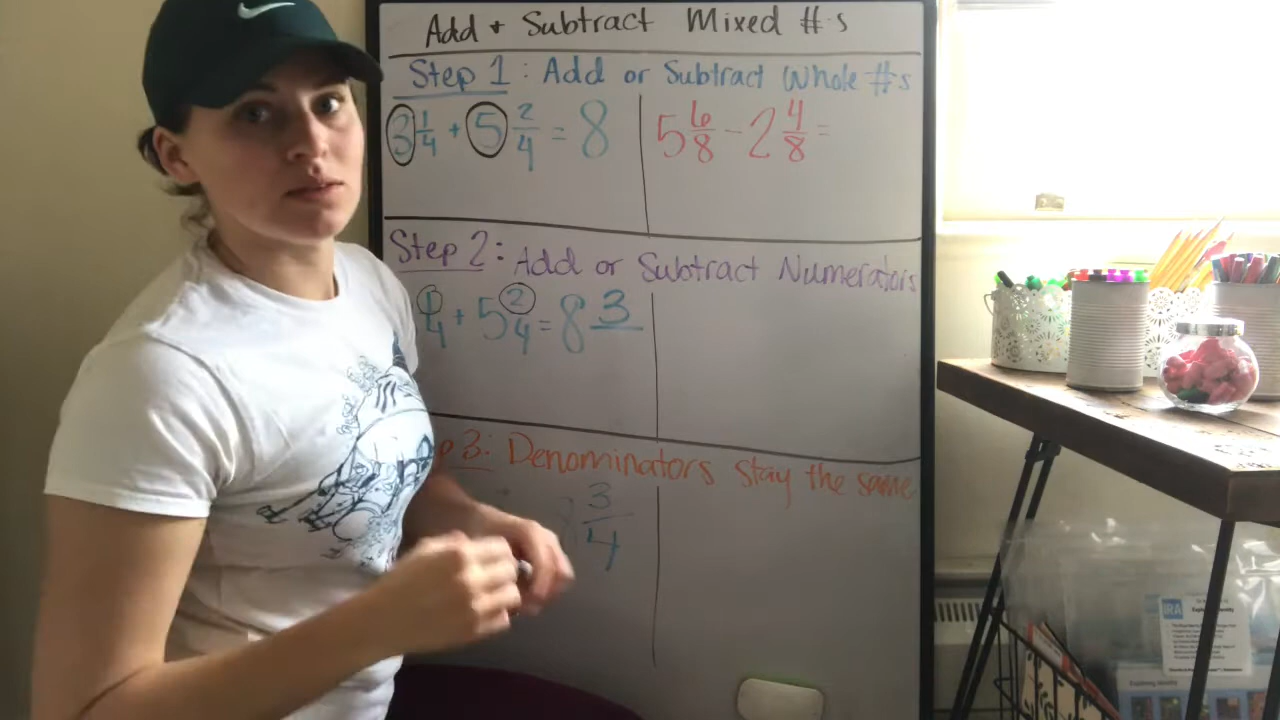 Add + Subtract Mixed #s
Step 1: Add or Subtract Whole #s
3 1/4 + 5 2/4 = 8
5 6/8 - 2 4/8 =
Step 2: Add or Subtract Numerators
1/4 + 5 2/4 = 8 3
p 3: Denominators stay the same
8 3/4
IRA